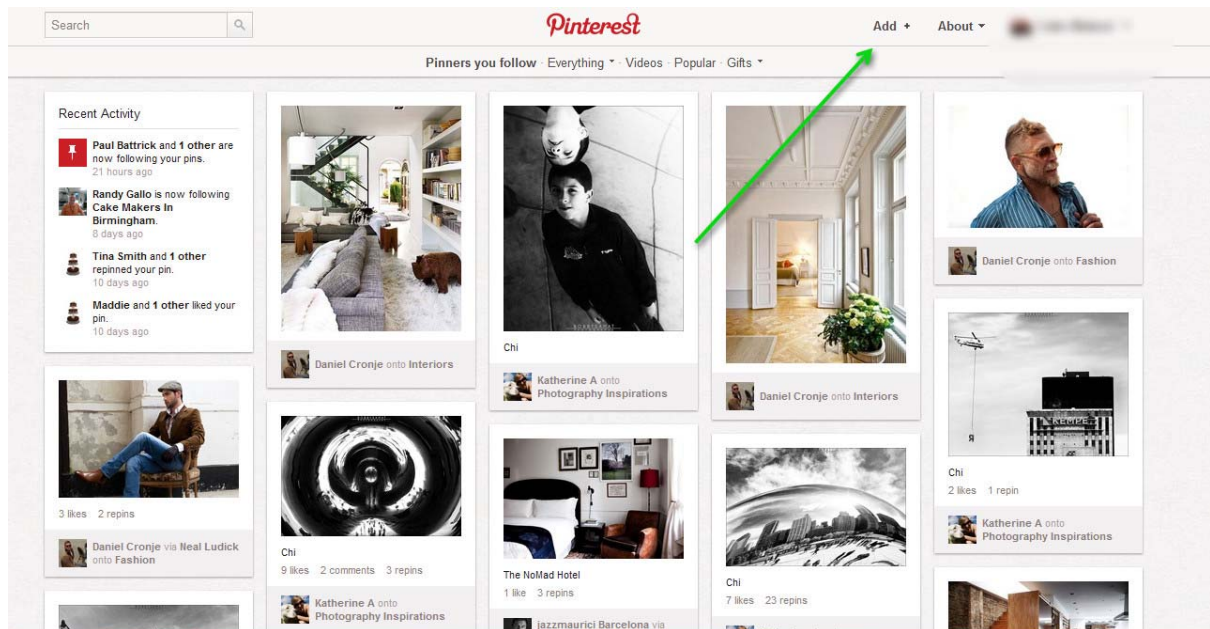 Search
Pinterest
Add +
About
Pinners you follow · Everything · Videos · Popular · Gifts
Recent Activity
Paul Battrick and 1 other are
now following your pins.
21 hours ago
Randy Gallo is now following
Cake Makers In
Birmingham.
8 days ago
Tina Smith and 1 other
repinned your pin.
10 days ago
Maddie and 1 other liked your
pin.
10 days ago
3 likes 2 repins
Daniel Cronje via Neal Ludick
onto Fashion
Daniel Cronje onto Interiors
Chi
9 likes 2 comments 3 repins
Katherine A onto
Photography Inspirations
Chi
Katherine A onto
Photography Inspirations
The NoMad Hotel
1 like 3 repins
jazzmaurici Barcelona via
Daniel Cronje onto Interiors
Chi
7 likes 23 repins
Daniel Cronje onto Fashion
KEMPER
Chi
2 likes 1 repin
Katherine A onto
Photography Inspirations